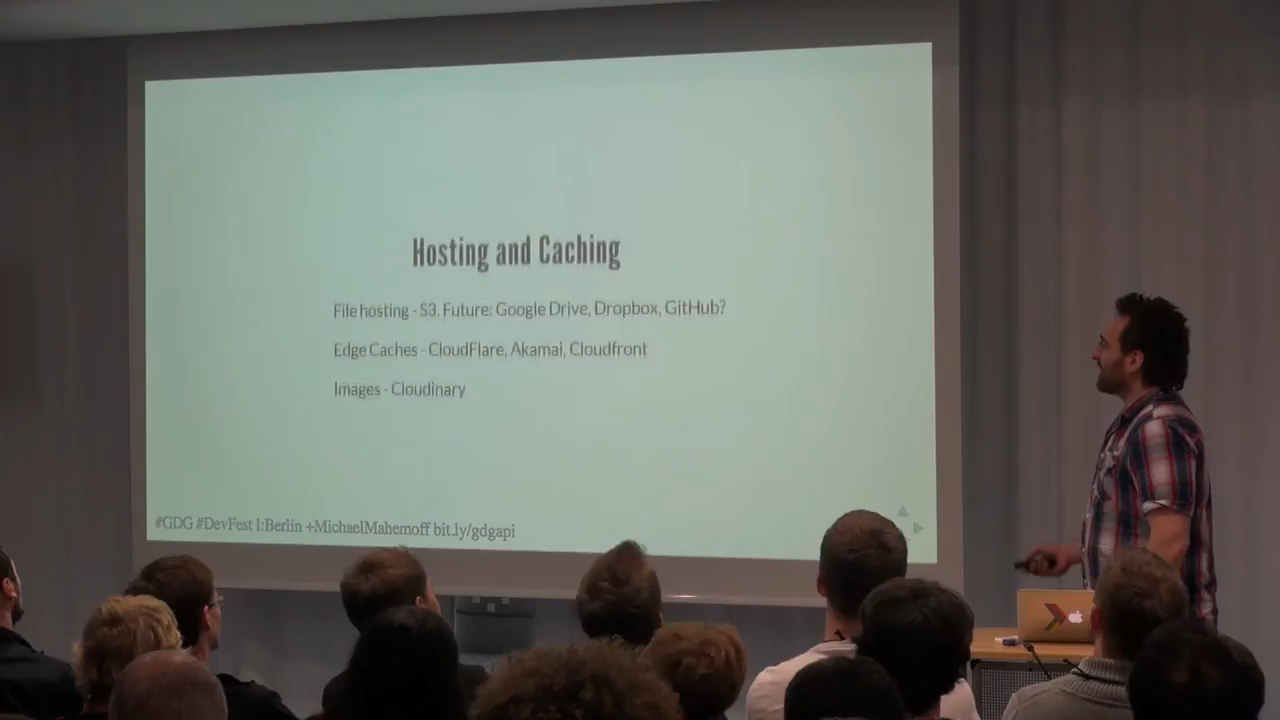 Hosting and Caching
File hosting - S3. Future: Google Drive, Dropbox, GitHub?
Edge Caches - CloudFlare, Akamai, Cloudfront
Images - Cloudinary
#GDG #DevFest l:Berlin +MichaelMahemoff bit.ly/gdgapi